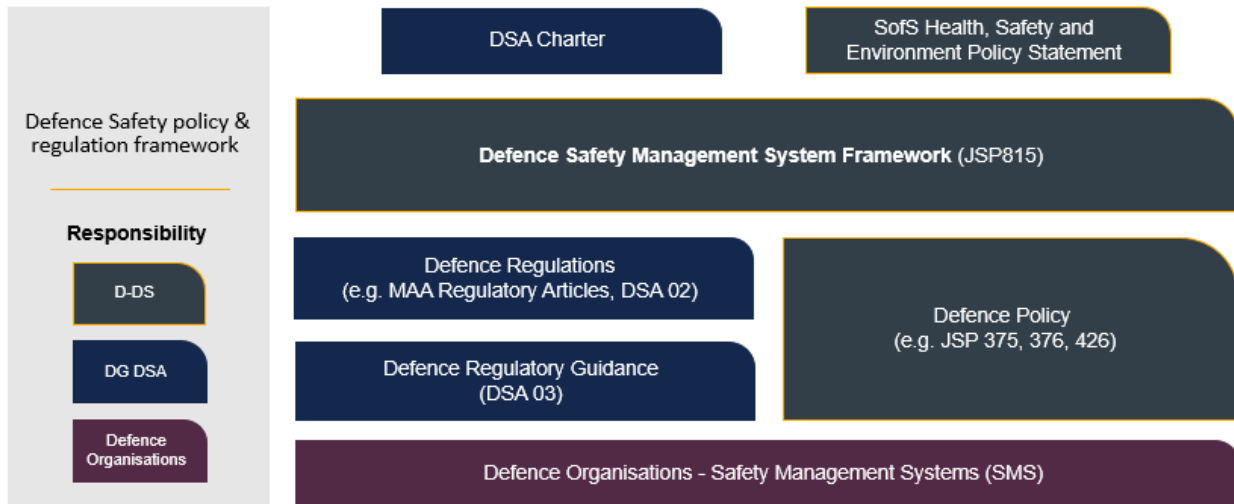 Defence Safety policy &
regulation framework
Responsibility
D-DS
DG DSA
Defence
Organisations
DSA Charter
SofS Health, Safety and
Environment Policy Statement
Defence Safety Management System Framework (JSP815)
Defence Regulations
(e.g. MAA Regulatory Articles, DSA 02)
Defence Regulatory Guidance
(DSA 03)
Defence Policy
(e.g. JSP 375, 376, 426)
Defence Organisations - Safety Management Systems (SMS)